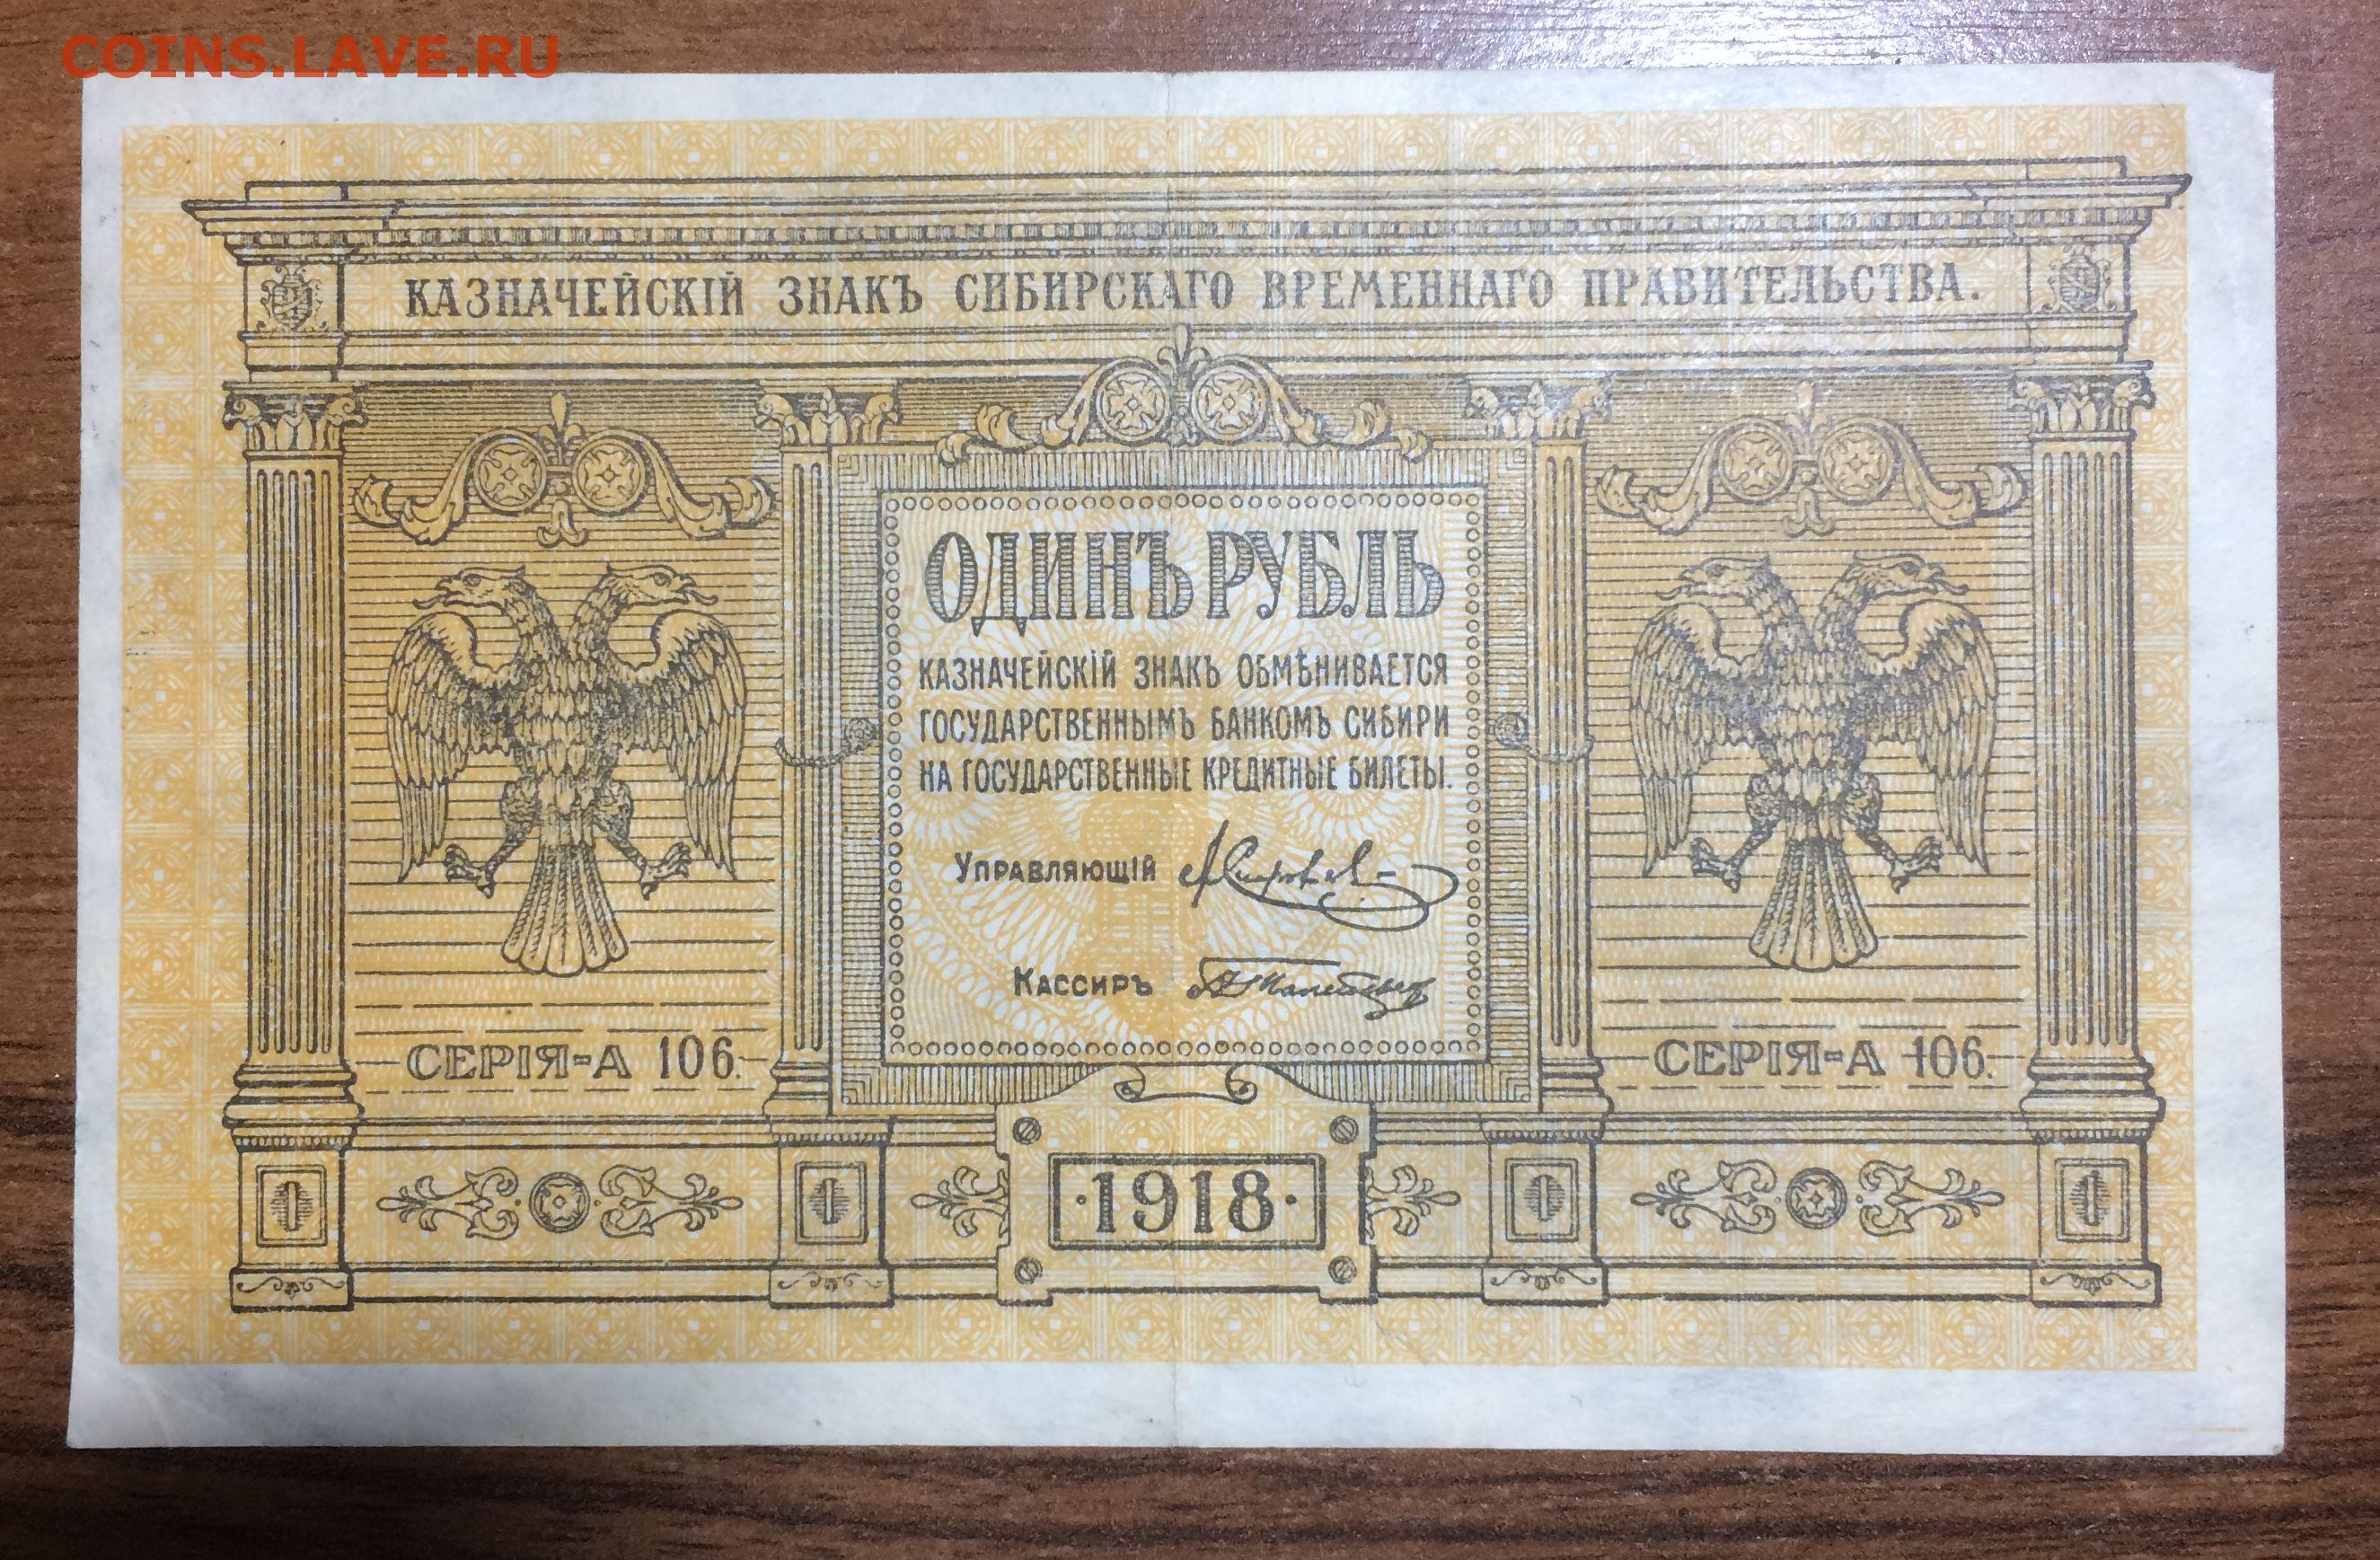 COINS.LAVE.RU
КАЗНАЧЕЙСКІЙ ЗНАКЪ СИБИРСКАГО ВРЕМЕННАГО ПРАВИТЕЛЬСТВА.
ОДИНЪ РУБЛЬ
КАЗНАЧЕЙСКІЙ ЗНАКЪ ОБМѢНИВАЕТСЯ
ГОСУДАРСТВЕННЫМЪ БАНКОМЪ СИБИРИ
НА ГОСУДАРСТВЕННЫЕ КРЕДИТНЫЕ БИЛЕТЫ.
УПРАВЛЯЮЩІЙ
КАССИРЪ
СЕРІЯ-А 106.
СЕРІЯ-А 106.
1 1 1 1
·1918·